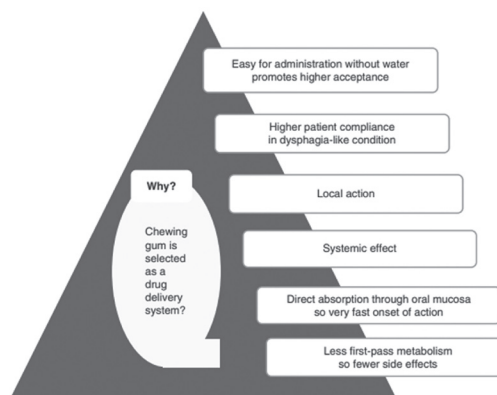 Why?
Chewing
gum is
selected
as a
drug
delivery
system?
Easy for administration without water
promotes higher acceptance
Higher patient compliance
in dysphagia-like condition
Local action
Systemic effect
Direct absorption through oral mucosa
so very fast onset of action
Less first-pass metabolism
so fewer side effects